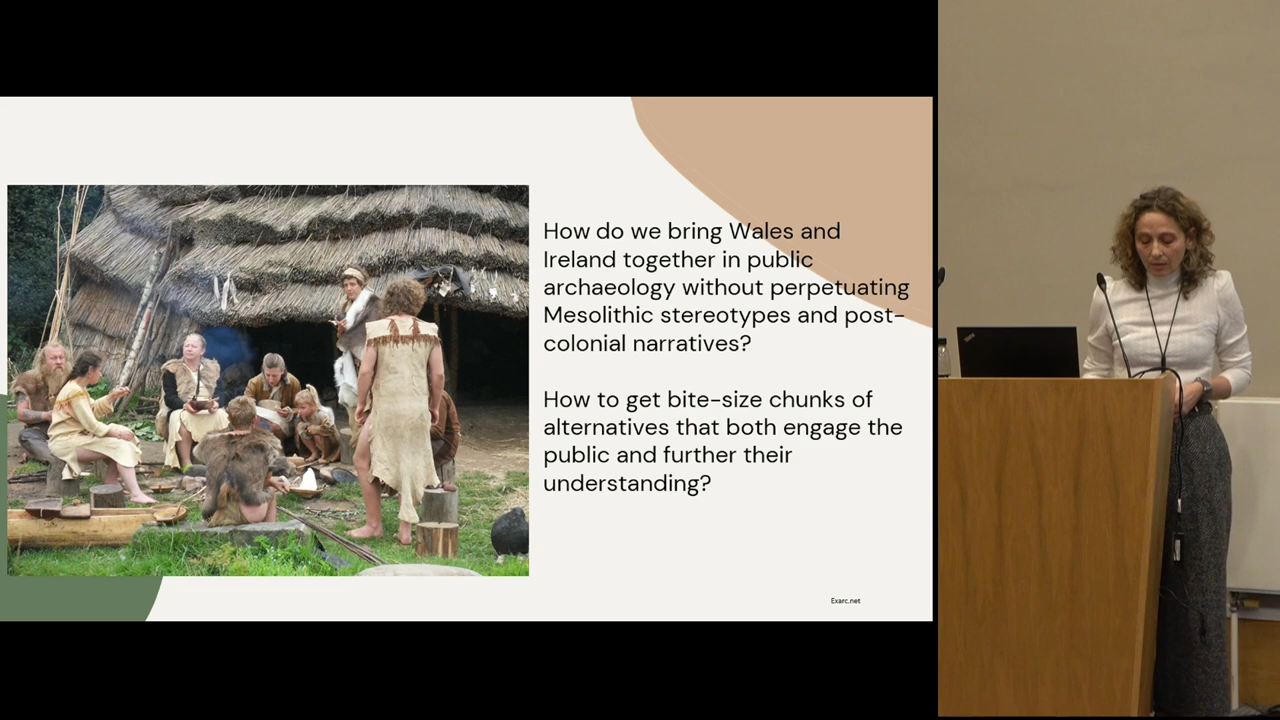 How do we bring Wales and
Ireland together in public
archaeology without perpetuating
Mesolithic stereotypes and post-
colonial narratives?
How to get bite-size chunks of
alternatives that both engage the
public and further their
understanding?
Exarc.net